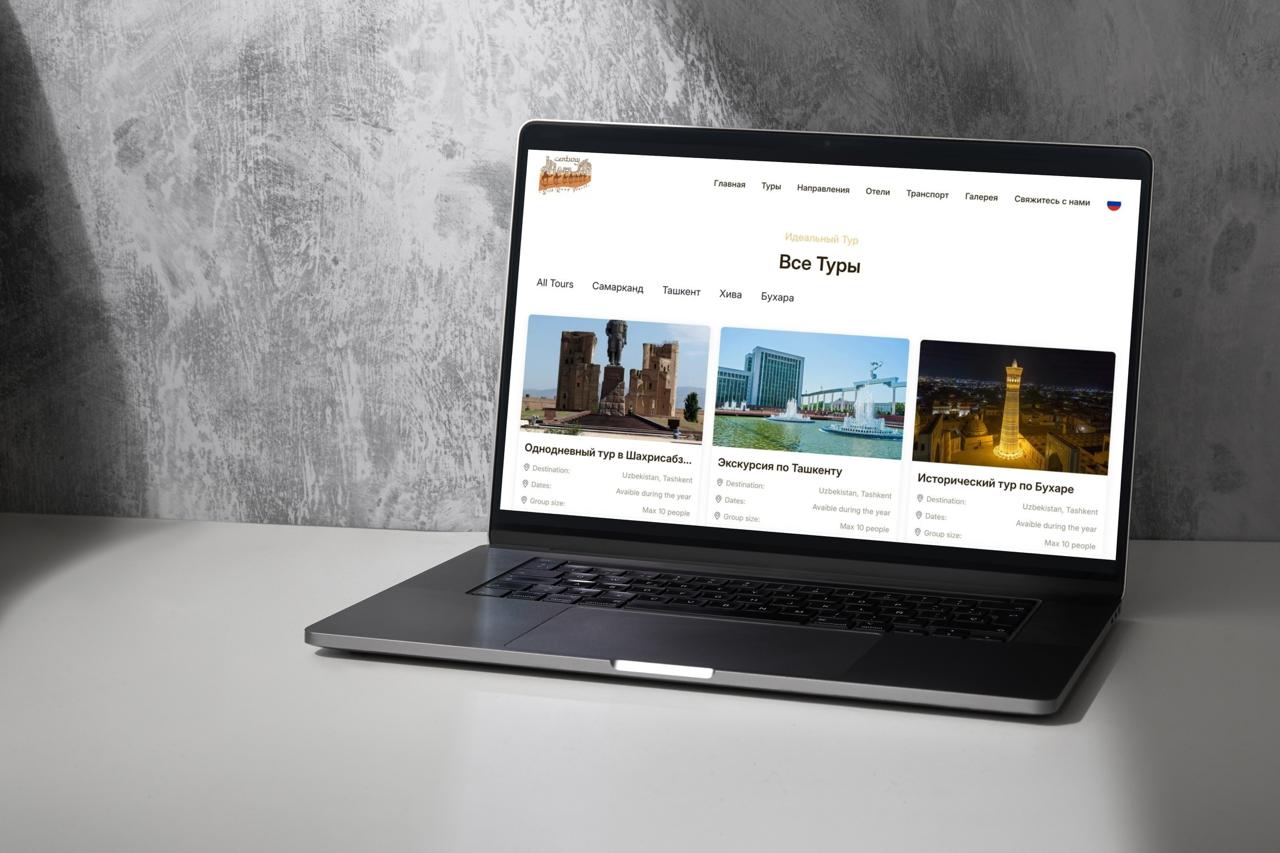 Главная Туры Направления Отели Транспорт Галерея Свяжитесь с нами
Идеальный Тур
Все Туры
All Tours Самарканд Ташкент Хива Бухара
Однодневный тур в Шахрисабз...
Destination: Uzbekistan, Tashkent
Dates: Avaible during the year
Group size: Max 10 people
Экскурсия по Ташкенту
Destination: Uzbekistan, Tashkent
Dates: Avaible during the year
Group size: Max 10 people
Исторический тур по Бухаре
Destination: Uzbekistan, Tashkent
Dates: Avaible during the year
Group size: Max 10 people